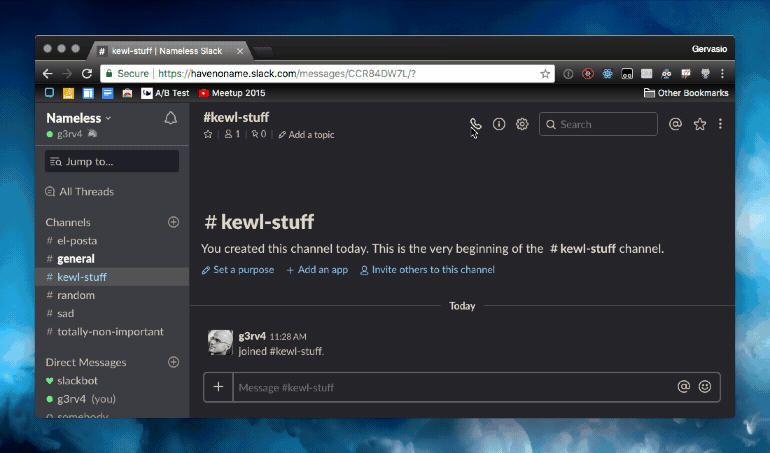 # kewl-stuff | Nameless Slack
Gervasio
Secure | https://havenoname.slack.com/messages/CCR84DW7L/?
A/B Test
Meetup 2015
Other Bookmarks
Nameless
g3rv4
Jump to...
All Threads
Channels
# el-posta
# general
# kewl-stuff
# random
# sad
# totally-non-important
Direct Messages
slackbot
g3rv4 (you)
somebody
#kewl-stuff
1 | 0 | Add a topic
Search
# kewl-stuff
You created this channel today. This is the very beginning of the # kewl-stuff channel.
Set a purpose + Add an app Invite others to this channel
Today
g3rv4 11:28 AM
joined #kewl-stuff.
Message #kewl-stuff